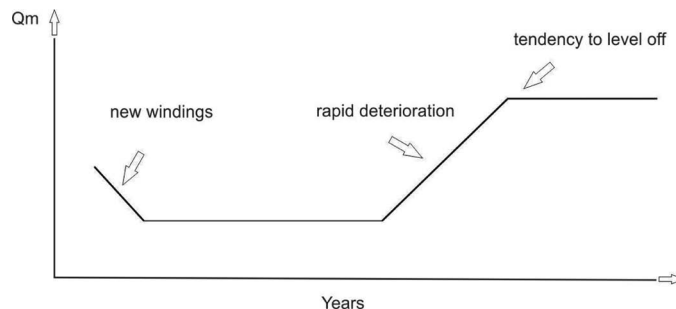 Qm
tendency to level off
new windings
rapid deterioration
Years